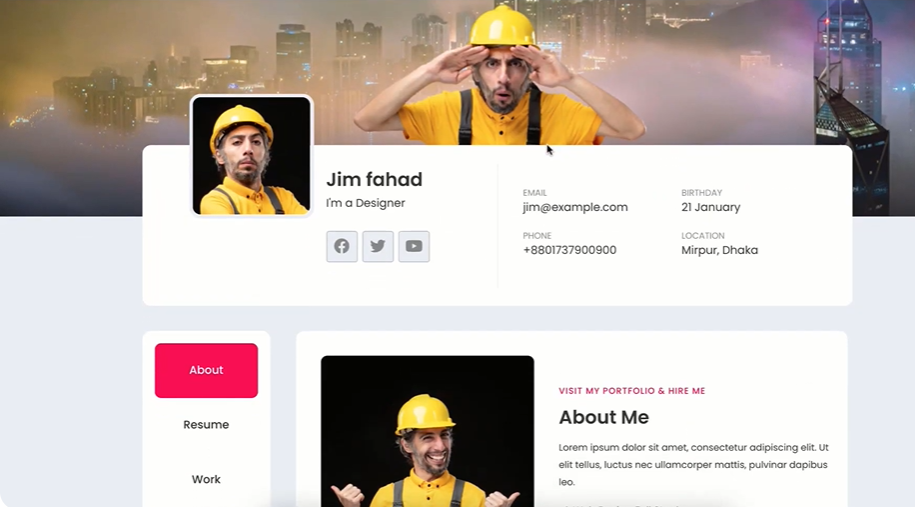 Jim fahad
I'm a Designer
EMAIL
jim@example.com
BIRTHDAY
21 January
PHONE
+8801737900900
LOCATION
Mirpur, Dhaka
About
Resume
Work
VISIT MY PORTFOLIO & HIRE ME
About Me
Lorem ipsum dolor sit amet, consectetur adipiscing elit. Ut
elit tellus, luctus nec ullamcorper mattis, pulvinar dapibus
leo.